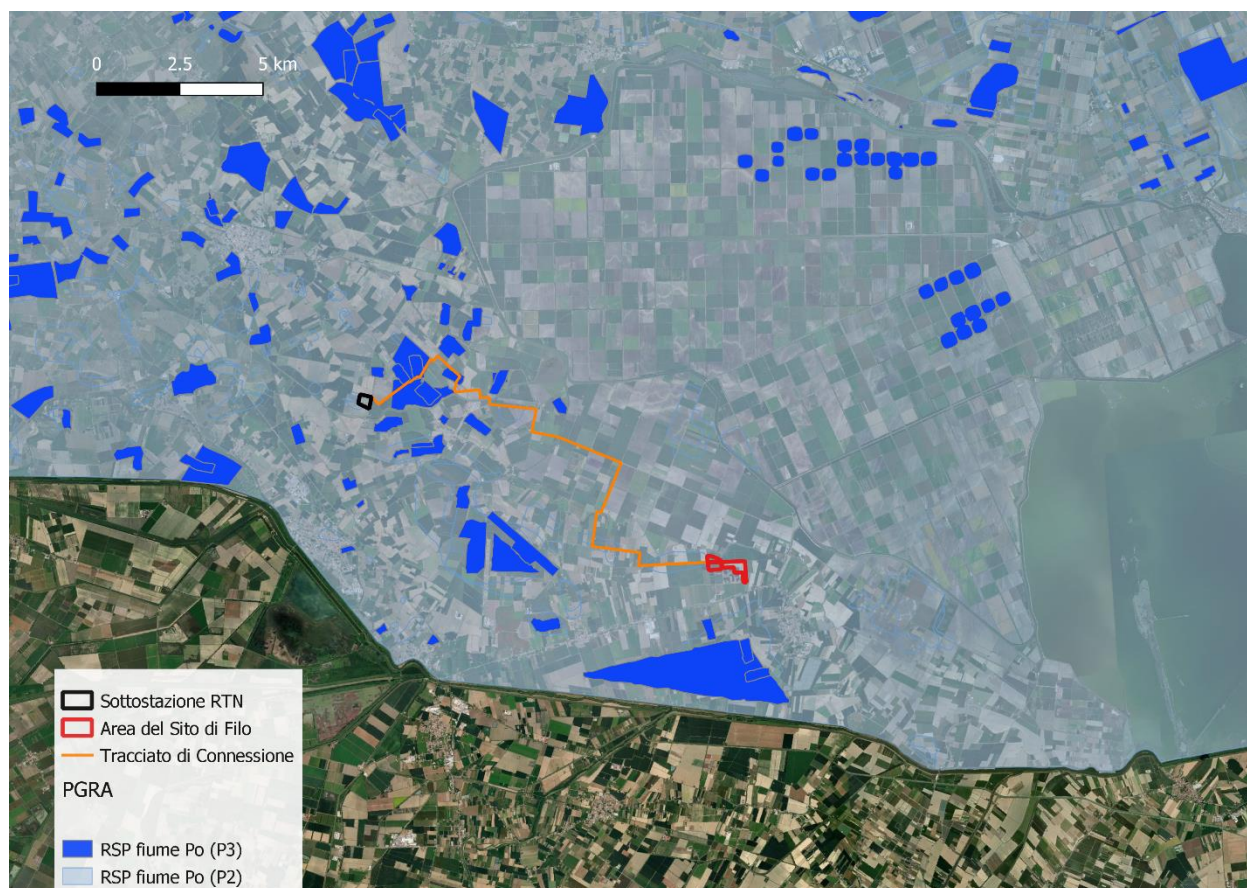 0 2.5 5 km
Sottostazione RTN
Area del Sito di Filo
Tracciato di Connessione
PGRA
RSP fiume Po (P3)
RSP fiume Po (P2)